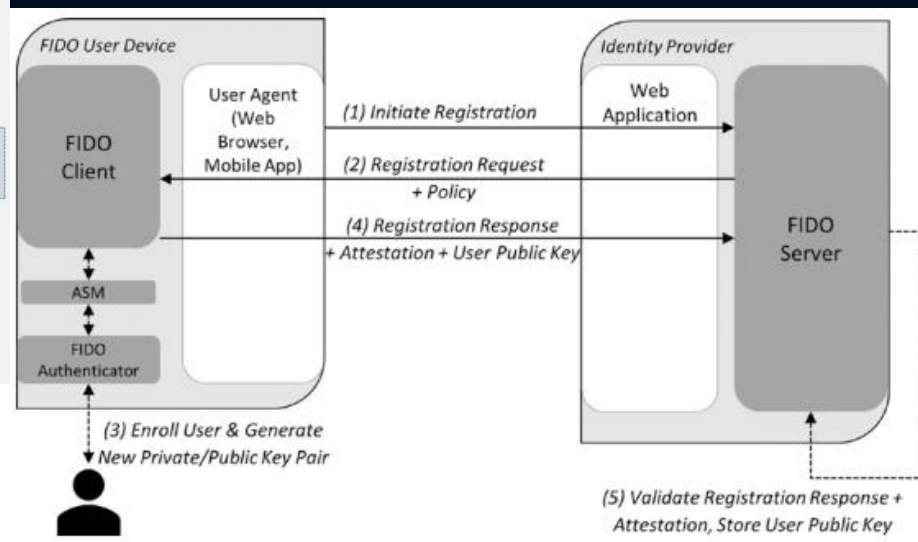 FIDO User Device
FIDO
Client
User Agent
(Web
Browser,
Mobile App)
ASM
FIDO
Authenticator
(1) Initiate Registration
(2) Registration Request
+ Policy
(4) Registration Response
+ Attestation + User Public Key
(3) Enroll User & Generate
New Private/Public Key Pair
Identity Provider
Web
Application
FIDO
Server
(5) Validate Registration Response +
Attestation, Store User Public Key